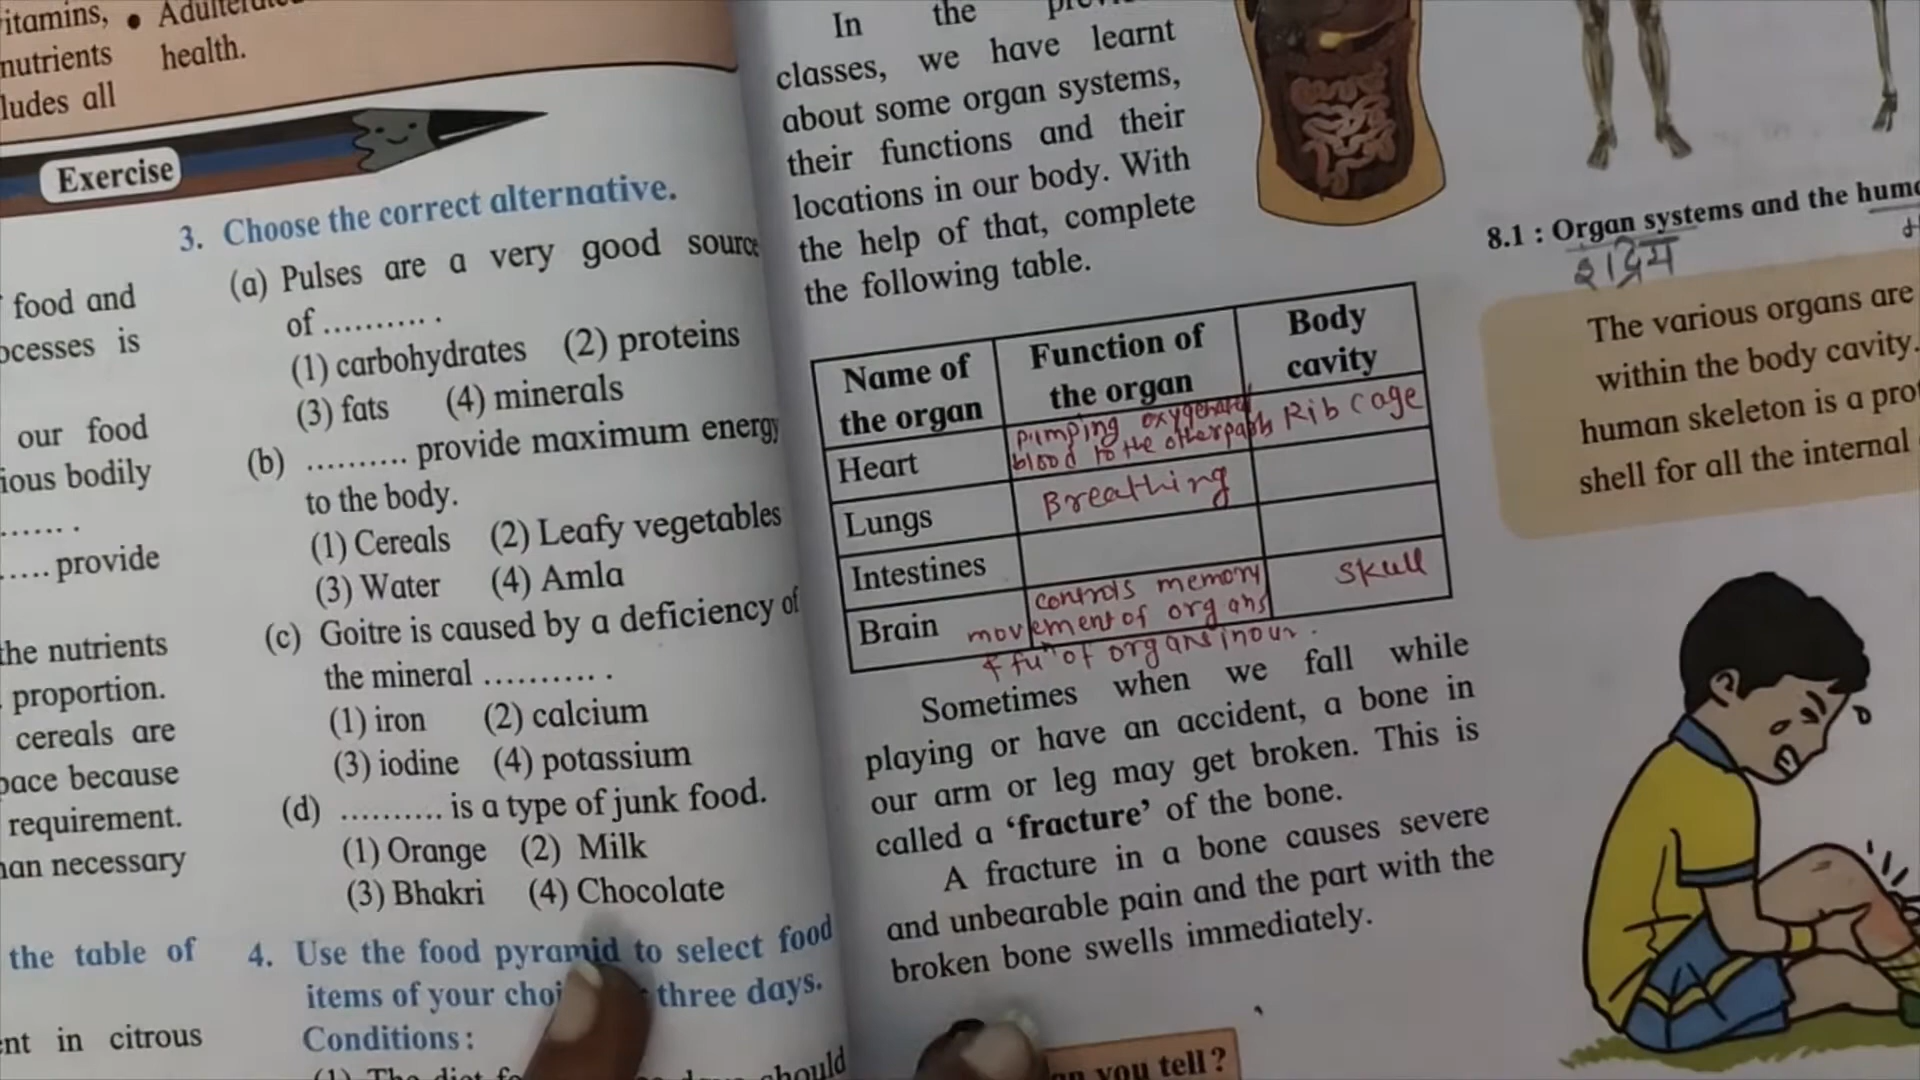 itamins,
nutrients
ludes all
health.
Exercise
food and
ocesses is
our food
ious bodily
....... .
..... provide
the nutrients
proportion.
cereals are
pace because
requirement.
nan necessary
the table of
nt in citrous
3. Choose the correct alternative.
(a) Pulses are a very good source
of .......... .
(1) carbohydrates (2) proteins
(3) fats (4) minerals
(b) .......... provide maximum energy
to the body.
(1) Cereals (2) Leafy vegetables
(3) Water (4) Amla
(c) Goitre is caused by a deficiency of
the mineral .......... .
(1) iron (2) calcium
(3) iodine (4) potassium
(d) .......... is a type of junk food.
(1) Orange (2) Milk
(3) Bhakri (4) Chocolate
4. Use the food pyramid to select food
items of your choi three days.
Conditions :
should
In the
classes, we have learnt
about some organ systems,
their functions and their
locations in our body. With
the help of that, complete
the following table.
Name of
the organ
Function of
the organ
Body
cavity
Heart
pumping
blood to the other parts
Rib cage
Lungs
Breathing
Intestines
Brain
controls memory
movement of organs
of organs in our
skull
Sometimes when we fall while
playing or have an accident, a bone in
our arm or leg may get broken. This is
called a ‘fracture’ of the bone.
A fracture in a bone causes severe
and unbearable pain and the part with the
broken bone swells immediately.
you tell ?
8.1 : Organ systems and the huma
The various organs are
within the body cavity.
human skeleton is a pro
shell for all the internal